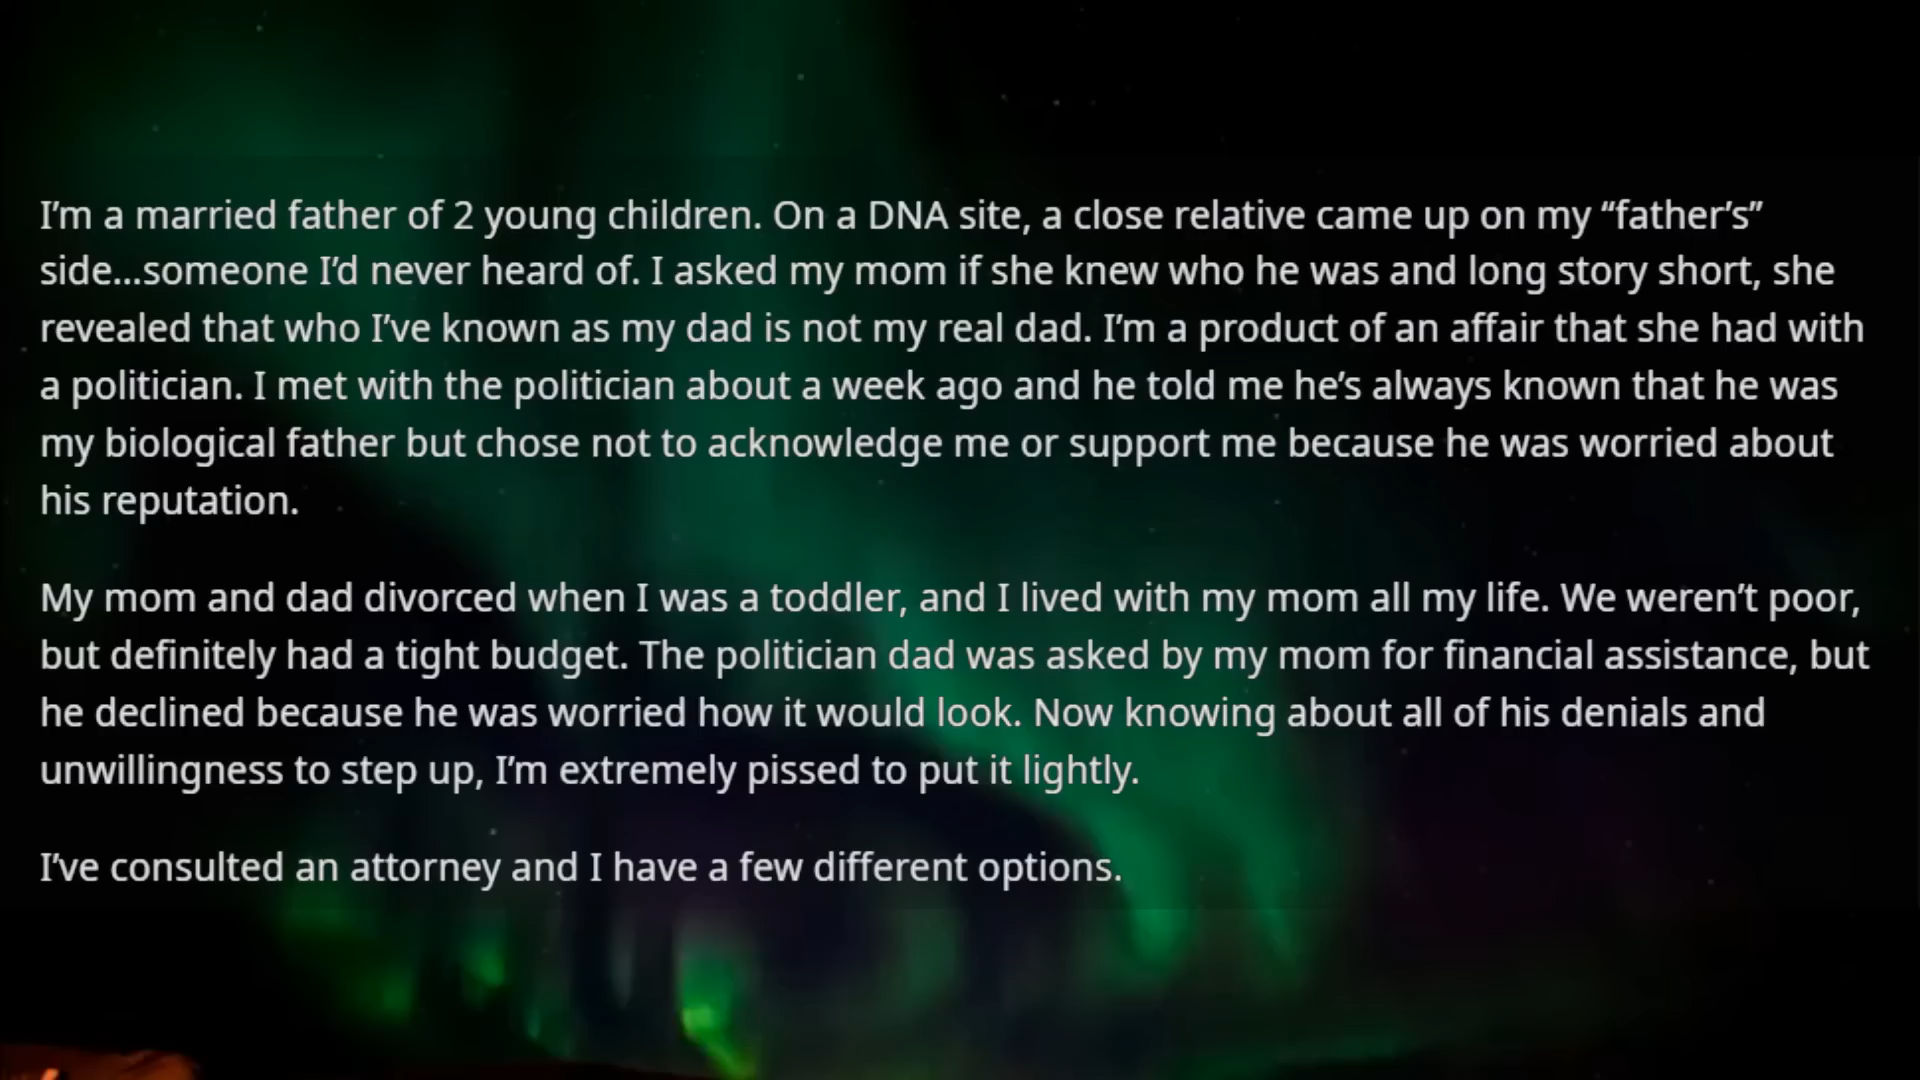 I’m a married father of 2 young children. On a DNA site, a close relative came up on my “father’s”
side...someone I’d never heard of. I asked my mom if she knew who he was and long story short, she
revealed that who I’ve known as my dad is not my real dad. I’m a product of an affair that she had with
a politician. I met with the politician about a week ago and he told me he’s always known that he was
my biological father but chose not to acknowledge me or support me because he was worried about
his reputation.
My mom and dad divorced when I was a toddler, and I lived with my mom all my life. We weren’t poor,
but definitely had a tight budget. The politician dad was asked by my mom for financial assistance, but
he declined because he was worried how it would look. Now knowing about all of his denials and
unwillingness to step up, I’m extremely pissed to put it lightly.
I’ve consulted an attorney and I have a few different options.